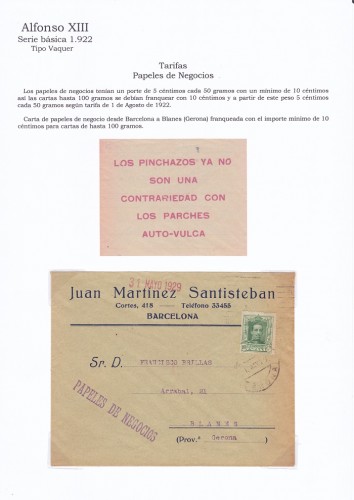 Alfonso XIII
Serie básica 1.922
Tipo Vaquer
Tarifas
Papeles de Negocios
Los papeles de negocios tenían un porte de 5 céntimos cada 50 gramos con un mínimo de 10 céntimos
así las cartas hasta 100 gramos se debían franquear con 10 céntimos y a partir de este peso 5 céntimos
cada 50 gramos según tarifa de 1 de Agosto de 1922.
Carta de papeles de negocio desde Barcelona a Blanes (Gerona) franqueada con el importe mínimo de 10
céntimos para cartas de hasta 100 gramos.
LOS PINCHAZOS YA NO
SON UNA
CONTRARIEDAD CON
LOS PARCHES
AUTO-VULCA
31 MAYO 1929
Juan Martínez Santisteban
Cortes, 418 - Teléfono 33455
BARCELONA
Sr. D. FRANCISCO PUILLAS
21
PAPELES DE NEGOCIOS
BLANES
(Prov.ª Gerona)